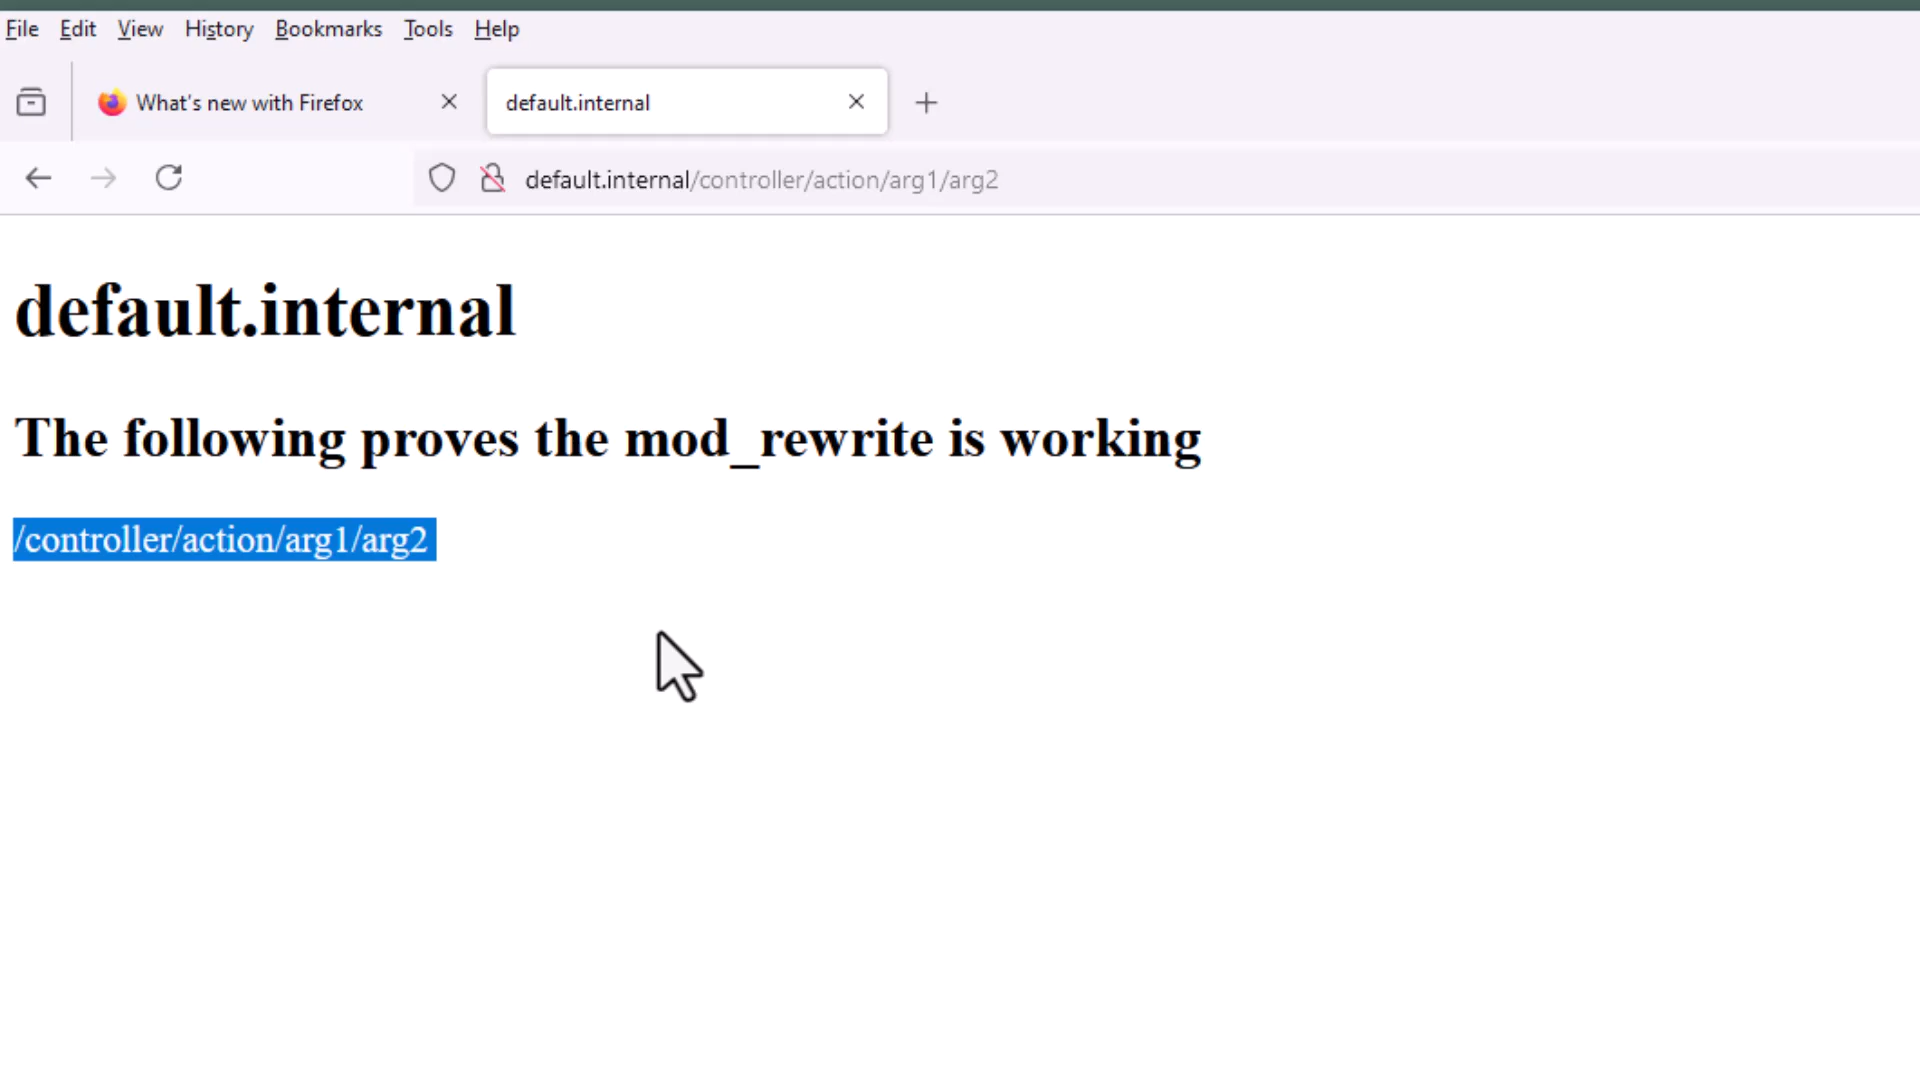 File Edit View History Bookmarks Tools Help
What's new with Firefox
default.internal
default.internal/controller/action/arg1/arg2
default.internal
The following proves the mod_rewrite is working
/controller/action/arg1/arg2